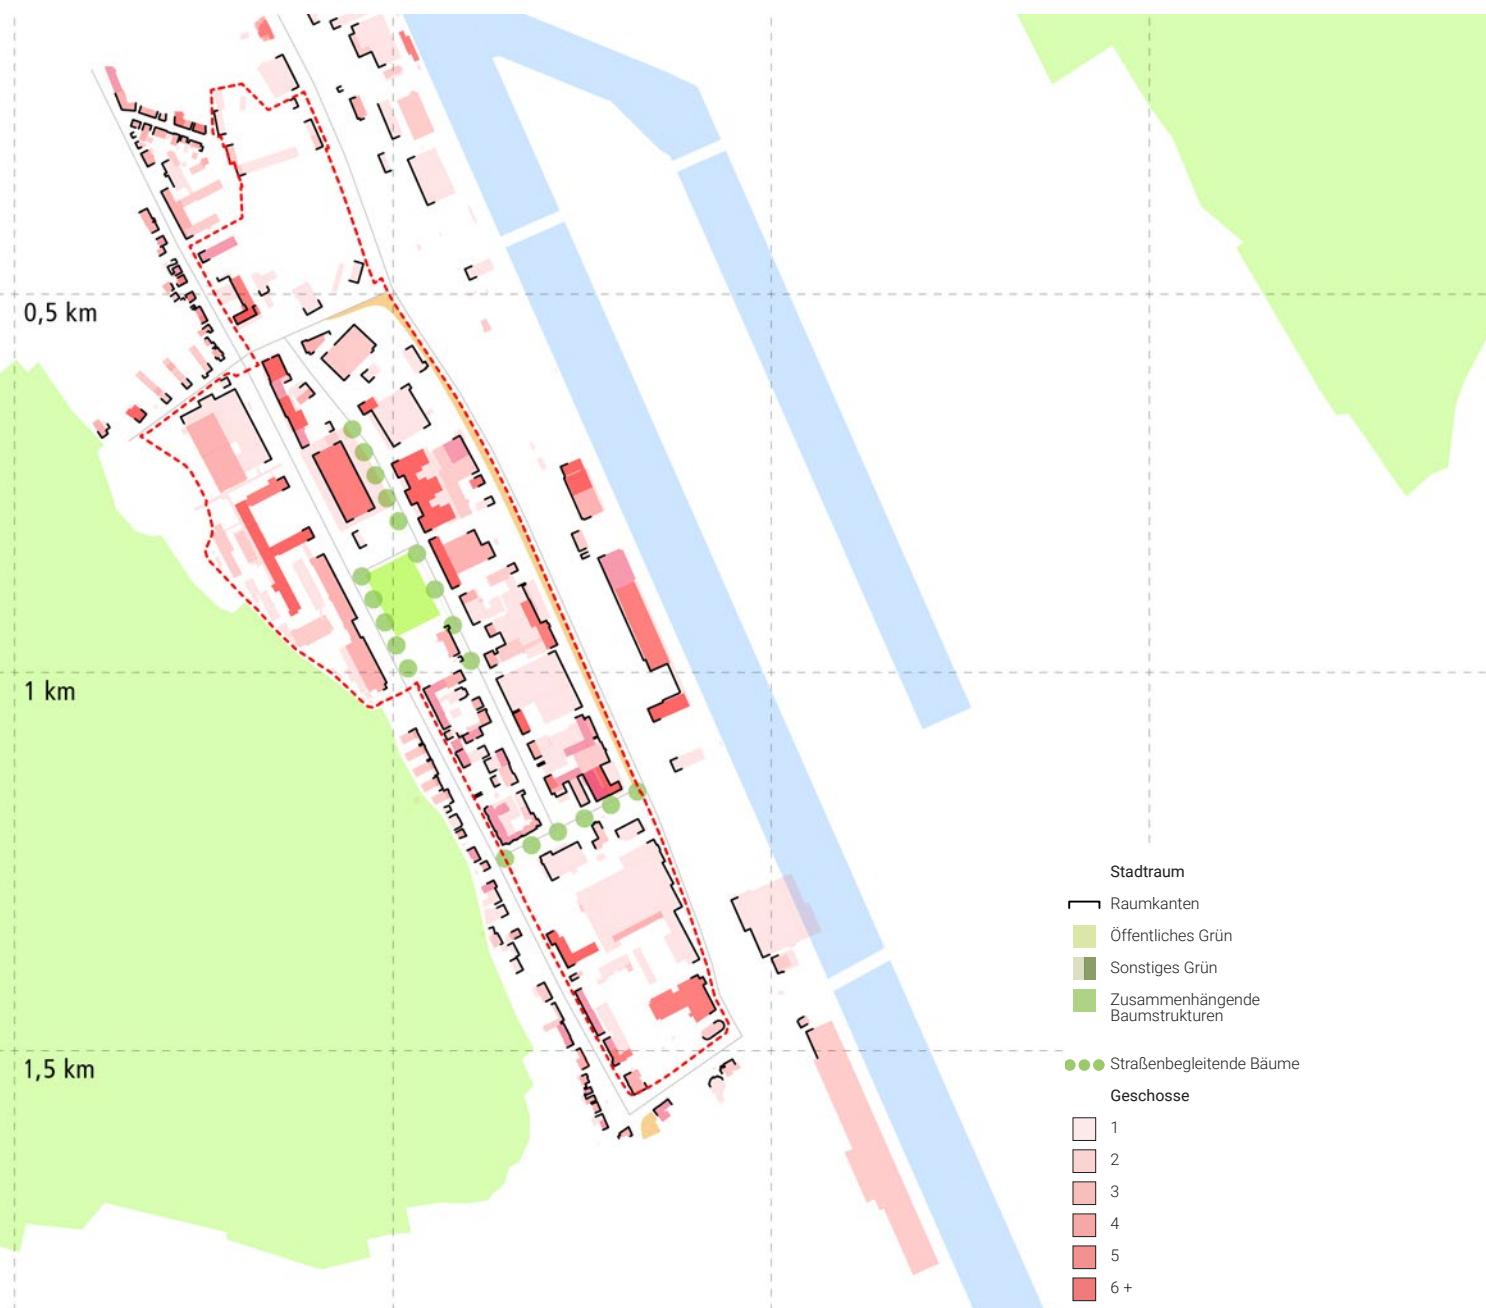 0,5 km
1 km
1,5 km
Stadtraum
Raumkanten
Öffentliches Grün
Sonstiges Grün
Zusammenhängende
Baumstrukturen
Straßenbegleitende Bäume
Geschosse
1
2
3
4
5
6 +